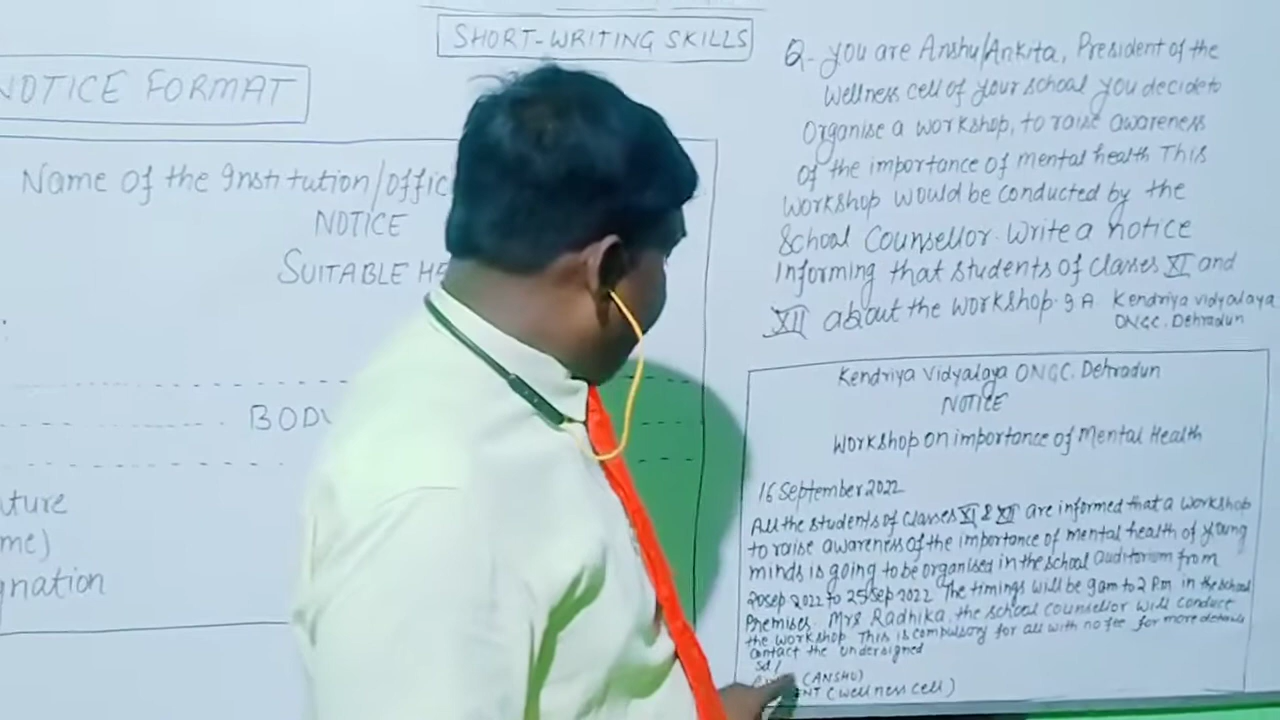 SHORT-WRITING SKILLS
NOTICE FORMAT
Name of the Institution/offic
NOTICE
SUITABLE HE
BODY
ture
me)
gnation
Q- you are Anshu/Ankita, President of the
Wellness cell of your school you decide to
Organise a workshop, to raise awareness
of the importance of mental health This
workshop would be conducted by the
School Counsellor. Write a notice
Informing that students of classes XI and
XII about the workshop. 9A Kendriya vidyalaya
ONGC. Dehradun
Kendriya Vidyalaya ONGC. Dehradun
NOTICE
Workshop on importance of Mental Health
16 September 2022
All the students of classes XI & XII are informed that a workshop
to raise awareness of the importance of mental health of young
minds is going to be organised in the school auditorium from
20 Sep 2022 to 25 Sep 2022 The timings will be 9am to 2 P.m in the school
Premises. Mrs Radhika, the school counsellor will conduct
the workshop This is compulsory for all with no fee for more details
contact the undersigned
Sd/
(ANSHU)
ENT (wellness cell)